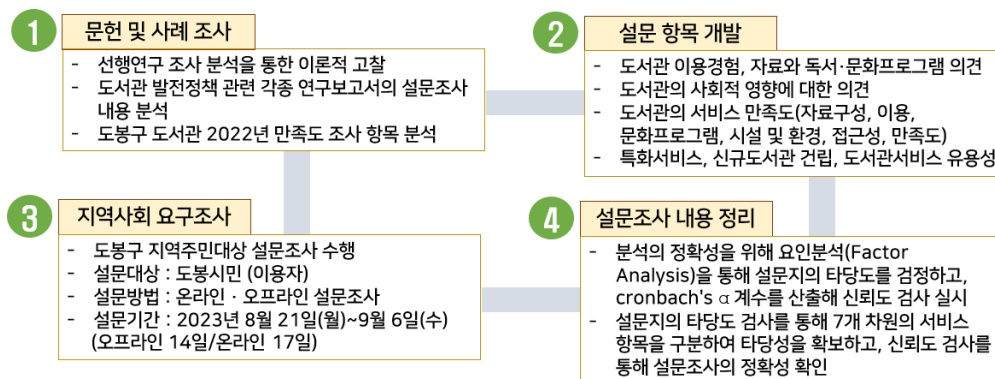 1 문헌 및 사례 조사
- 선행연구 조사 분석을 통한 이론적 고찰
- 도서관 발전정책 관련 각종 연구보고서의 설문조사
내용 분석
- 도봉구 도서관 2022년 만족도 조사 항목 분석
2 설문 항목 개발
- 도서관 이용경험, 자료와 독서·문화프로그램 의견
- 도서관의 사회적 영향에 대한 의견
- 도서관의 서비스 만족도(자료구성, 이용,
문화프로그램, 시설 및 환경, 접근성, 만족도)
- 특화서비스, 신규도서관 건립, 도서관서비스 유용성
3 지역사회 요구조사
- 도봉구 지역주민대상 설문조사 수행
- 설문대상 : 도봉시민 (이용자)
- 설문방법 : 온라인 · 오프라인 설문조사
- 설문기간 : 2023년 8월 21일(월)~9월 6일(수)
(오프라인 14일/온라인 17일)
4 설문조사 내용 정리
- 분석의 정확성을 위해 요인분석(Factor
Analysis)을 통해 설문지의 타당도를 검정하고,
cronbach's α 계수를 산출해 신뢰도 검사 실시
- 설문지의 타당도 검사를 통해 7개 차원의 서비스
항목을 구분하여 타당성을 확보하고, 신뢰도 검사를
통해 설문조사의 정확성 확인